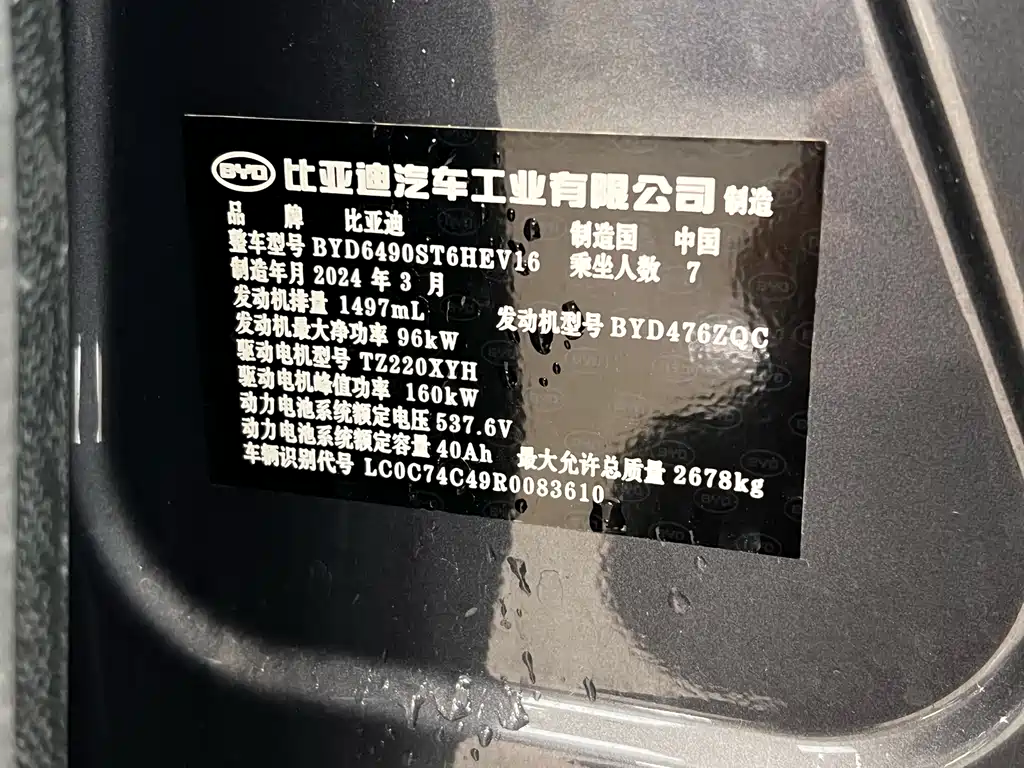 BYD 比亚迪汽车工业有限公司 制造
品 牌 比亚迪 制造国 中国
整车型号 BYD6490ST6HEV16 乘坐人数 7
制造年月 2024 年 3 月
发动机排量 1497mL 发动机型号 BYD476ZQC
发动机最大净功率 96kW
驱动电机型号 TZ220XYH
驱动电机峰值功率 160kW
动力电池系统额定电压 537.6V
动力电池系统额定容量 40Ah 最大允许总质量 2678kg
车辆识别代号 LC0C74C49R0083610